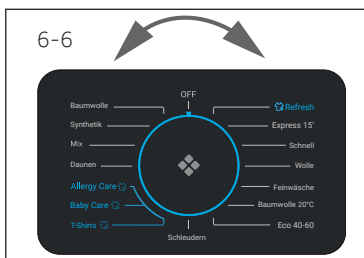 6-6
OFF
Baumwolle
Synthetik
Mix
Daunen
Allergy Care
Baby Care
T-Shirts
Schleudern
Refresh
Express 15'
Schnell
Wolle
Feinwäsche
Baumwolle 20°C
Eco 40-60